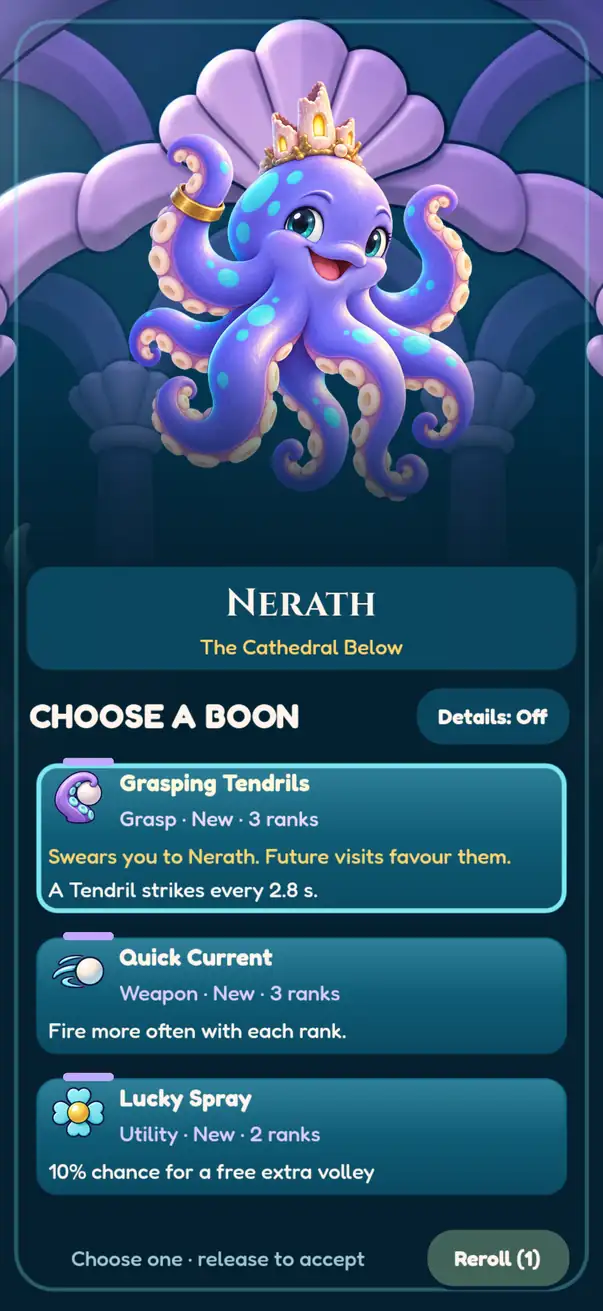 NERATH
The Cathedral Below
CHOOSE A BOON
Details: Off
Grasping Tendrils
Grasp · New · 3 ranks
Swears you to Nerath. Future visits favour them.
A Tendril strikes every 2.8 s.
Quick Current
Weapon · New · 3 ranks
Fire more often with each rank.
Lucky Spray
Utility · New · 2 ranks
10% chance for a free extra volley
Choose one · release to accept
Reroll (1)